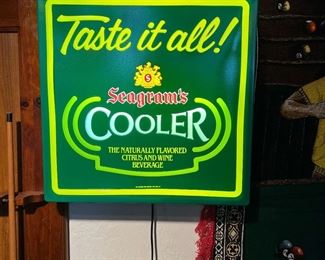 Taste it all!
S
Seagram's
COOLER
THE NATURALLY FLAVORED
CITRUS AND WINE
BEVERAGE